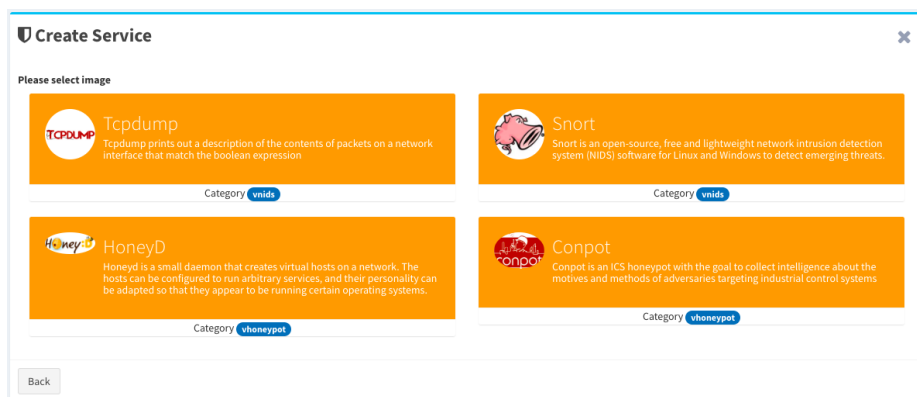 Create Service
Please select image
TCPDUMP
Tcpdump
Tcpdump prints out a description of the contents of packets on a network
interface that match the boolean expression
Category vnids
Snort
Snort is an open-source, free and lightweight network intrusion detection
system (NIDS) software for Linux and Windows to detect emerging threats.
Category vnids
HoneyD
HoneyD
Honeyd is a small daemon that creates virtual hosts on a network. The
hosts can be configured to run arbitrary services, and their personality can
be adapted so that they appear to be running certain operating systems.
Category vhoneypot
conpot
Conpot
Conpot is an ICS honeypot with the goal to collect intelligence about the
motives and methods of adversaries targeting industrial control systems
Category vhoneypot
Back